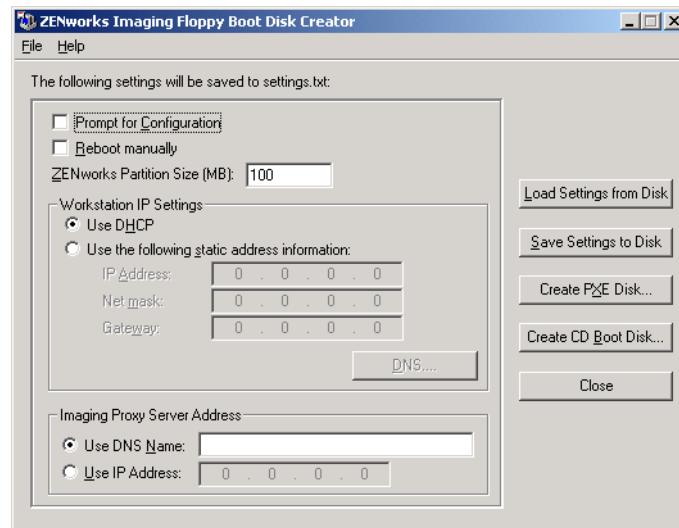 ZENworks Imaging Floppy Boot Disk Creator
File Help
The following settings will be saved to settings.txt:
Prompt for Configuration
Reboot manually
ZENworks Partition Size (MB): 100
Load Settings from Disk
Workstation IP Settings
Use DHCP
Save Settings to Disk
Use the following static address information:
IP Address: 0 . 0 . 0 . 0
Create PXE Disk...
Net mask: 0 . 0 . 0 . 0
Gateway: 0 . 0 . 0 . 0
Create CD Boot Disk...
DNS....
Close
Imaging Proxy Server Address
Use DNS Name:
Use IP Address: 0 . 0 . 0 . 0